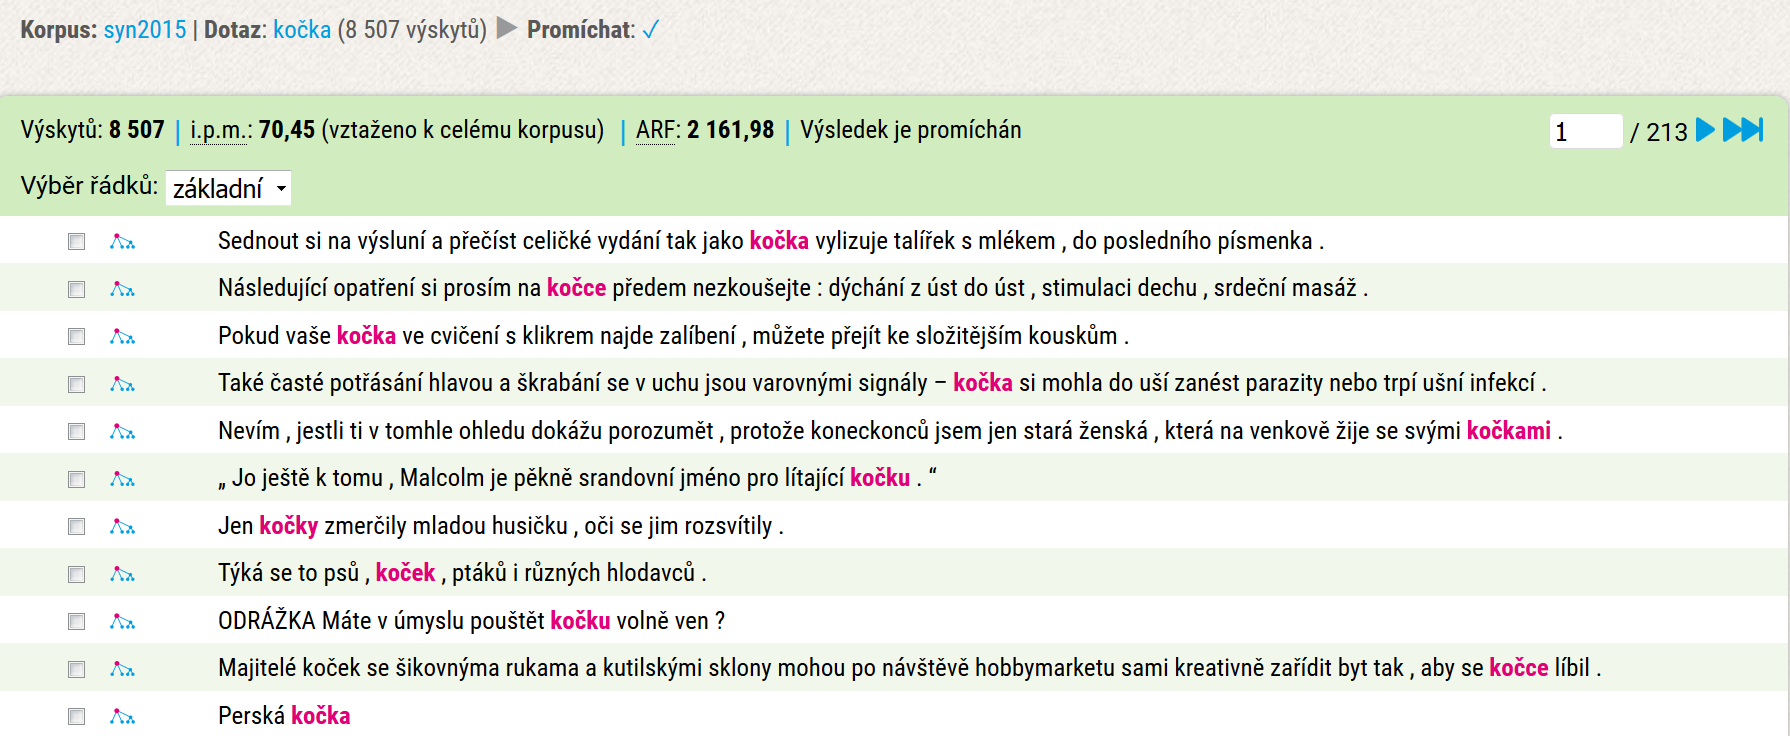 Korpus: syn2015 | Dotaz: kočka (8 507 výskytů) ▶ Promíchat: ✓
Výskytů: 8 507 | i.p.m.: 70,45 (vztaženo k celému korpusu) | ARF: 2 161,98 | Výsledek je promíchán 1 / 213
Výběr řádků: základní
Sednout si na výsluní a přečíst celičké vydání tak jako kočka vylizuje talířek s mlékem , do posledního písmenka .
Následující opatření si prosím na kočce předem nezkoušejte : dýchání z úst do úst , stimulaci dechu , srdeční masáž .
Pokud vaše kočka ve cvičení s klikrem najde zalíbení , můžete přejít ke složitějším kouskům .
Také časté potřásání hlavou a škrabání se v uchu jsou varovnými signály – kočka si mohla do uší zanést parazity nebo trpí ušní infekcí .
Nevím , jestli ti v tomhle ohledu dokážu porozumět , protože koneckonců jsem jen stará ženská , která na venkově žije se svými kočkami .
„ Jo ještě k tomu , Malcolm je pěkně srandovní jméno pro lítající kočku . “
Jen kočky zmerčily mladou husičku , oči se jim rozsvítily .
Týká se to psů , koček , ptáků i různých hlodavců .
ODRÁŽKA Máte v úmyslu pouštět kočku volně ven ?
Majitelé koček se šikovnýma rukama a kutilskými sklony mohou po návštěvě hobbymarketu sami kreativně zařídit byt tak , aby se kočce líbil .
Perská kočka